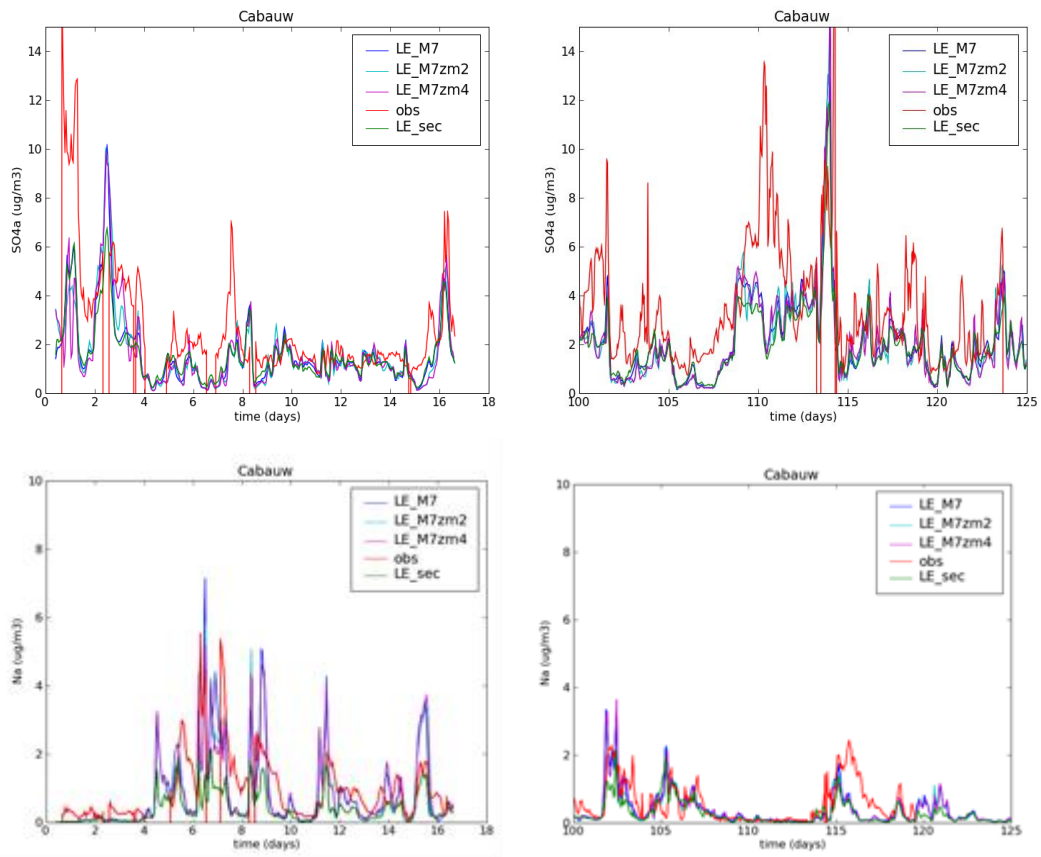 Cabauw
SO4a (ug/m3)
14
12
10
8
6
4
2
0
LE_M7
LE_M7zm2
LE_M7zm4
obs
LE_sec
0 2 4 6 8 10 12 14 16 18
time (days)
Cabauw
SO4a (ug/m3)
14
12
10
8
6
4
2
0
LE_M7
LE_M7zm2
LE_M7zm4
obs
LE_sec
100 105 110 115 120 125
time (days)
Cabauw
Na (ug/m3)
10
8
6
4
2
0
LE_M7
LE_M7zm2
LE_M7zm4
obs
LE_sec
0 2 4 6 8 10 12 14 16 18
time (days)
Cabauw
Na (ug/m3)
10
8
6
4
2
0
LE_M7
LE_M7zm2
LE_M7zm4
obs
LE_sec
100 105 110 115 120 125
time (days)